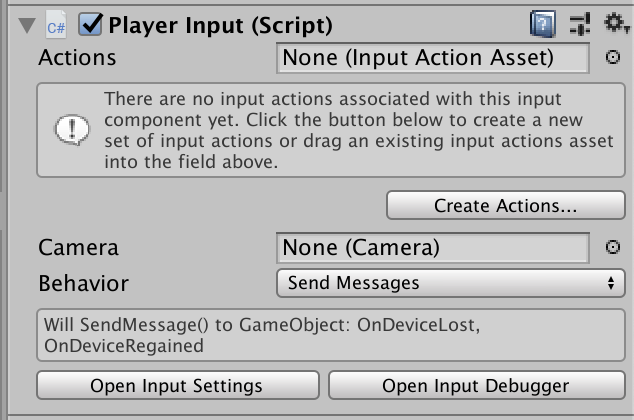 C#
Player Input (Script)
Actions
None (Input Action Asset)
There are no input actions associated with this input
component yet. Click the button below to create a new
set of input actions or drag an existing input actions asset
into the field above.
Create Actions...
Camera
None (Camera)
Behavior
Send Messages
Will SendMessage() to GameObject: OnDeviceLost,
OnDeviceRegained
Open Input Settings
Open Input Debugger